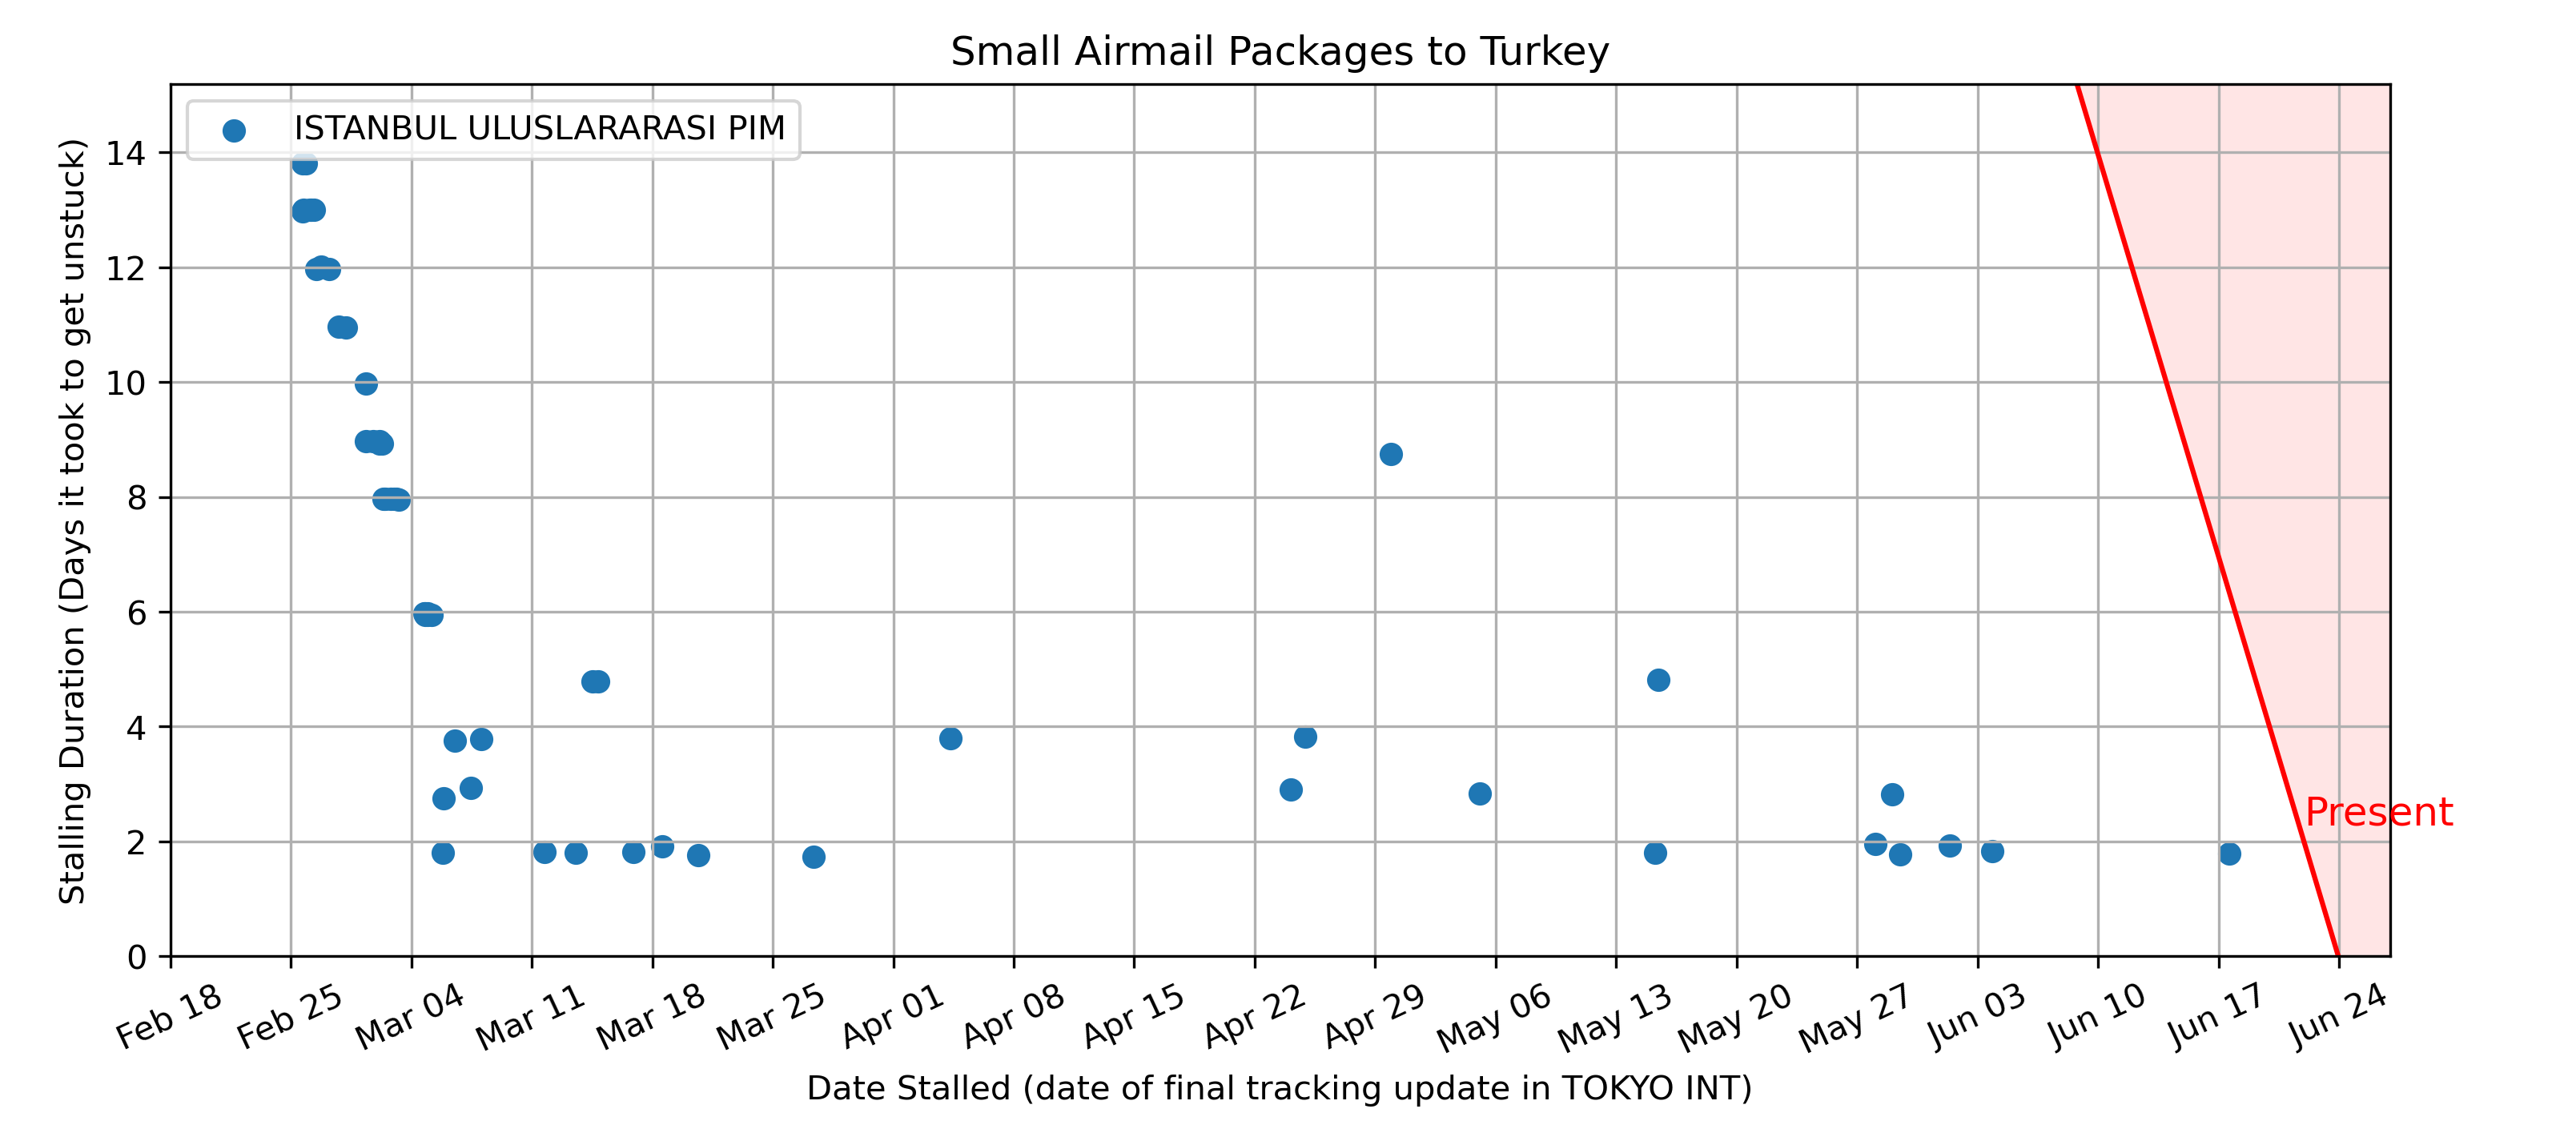 Small Airmail Packages to Turkey
ISTANBUL ULUSLARARASI PIM
Stalling Duration (Days it took to get unstuck)
14
12
10
8
6
4
2
0
Present
Feb 18
Feb 25
Mar 04
Mar 11
Mar 18
Mar 25
Apr 01
Apr 08
Apr 15
Apr 22
Apr 29
May 06
May 13
May 20
May 27
Jun 03
Jun 10
Jun 17
Jun 24
Date Stalled (date of final tracking update in TOKYO INT)